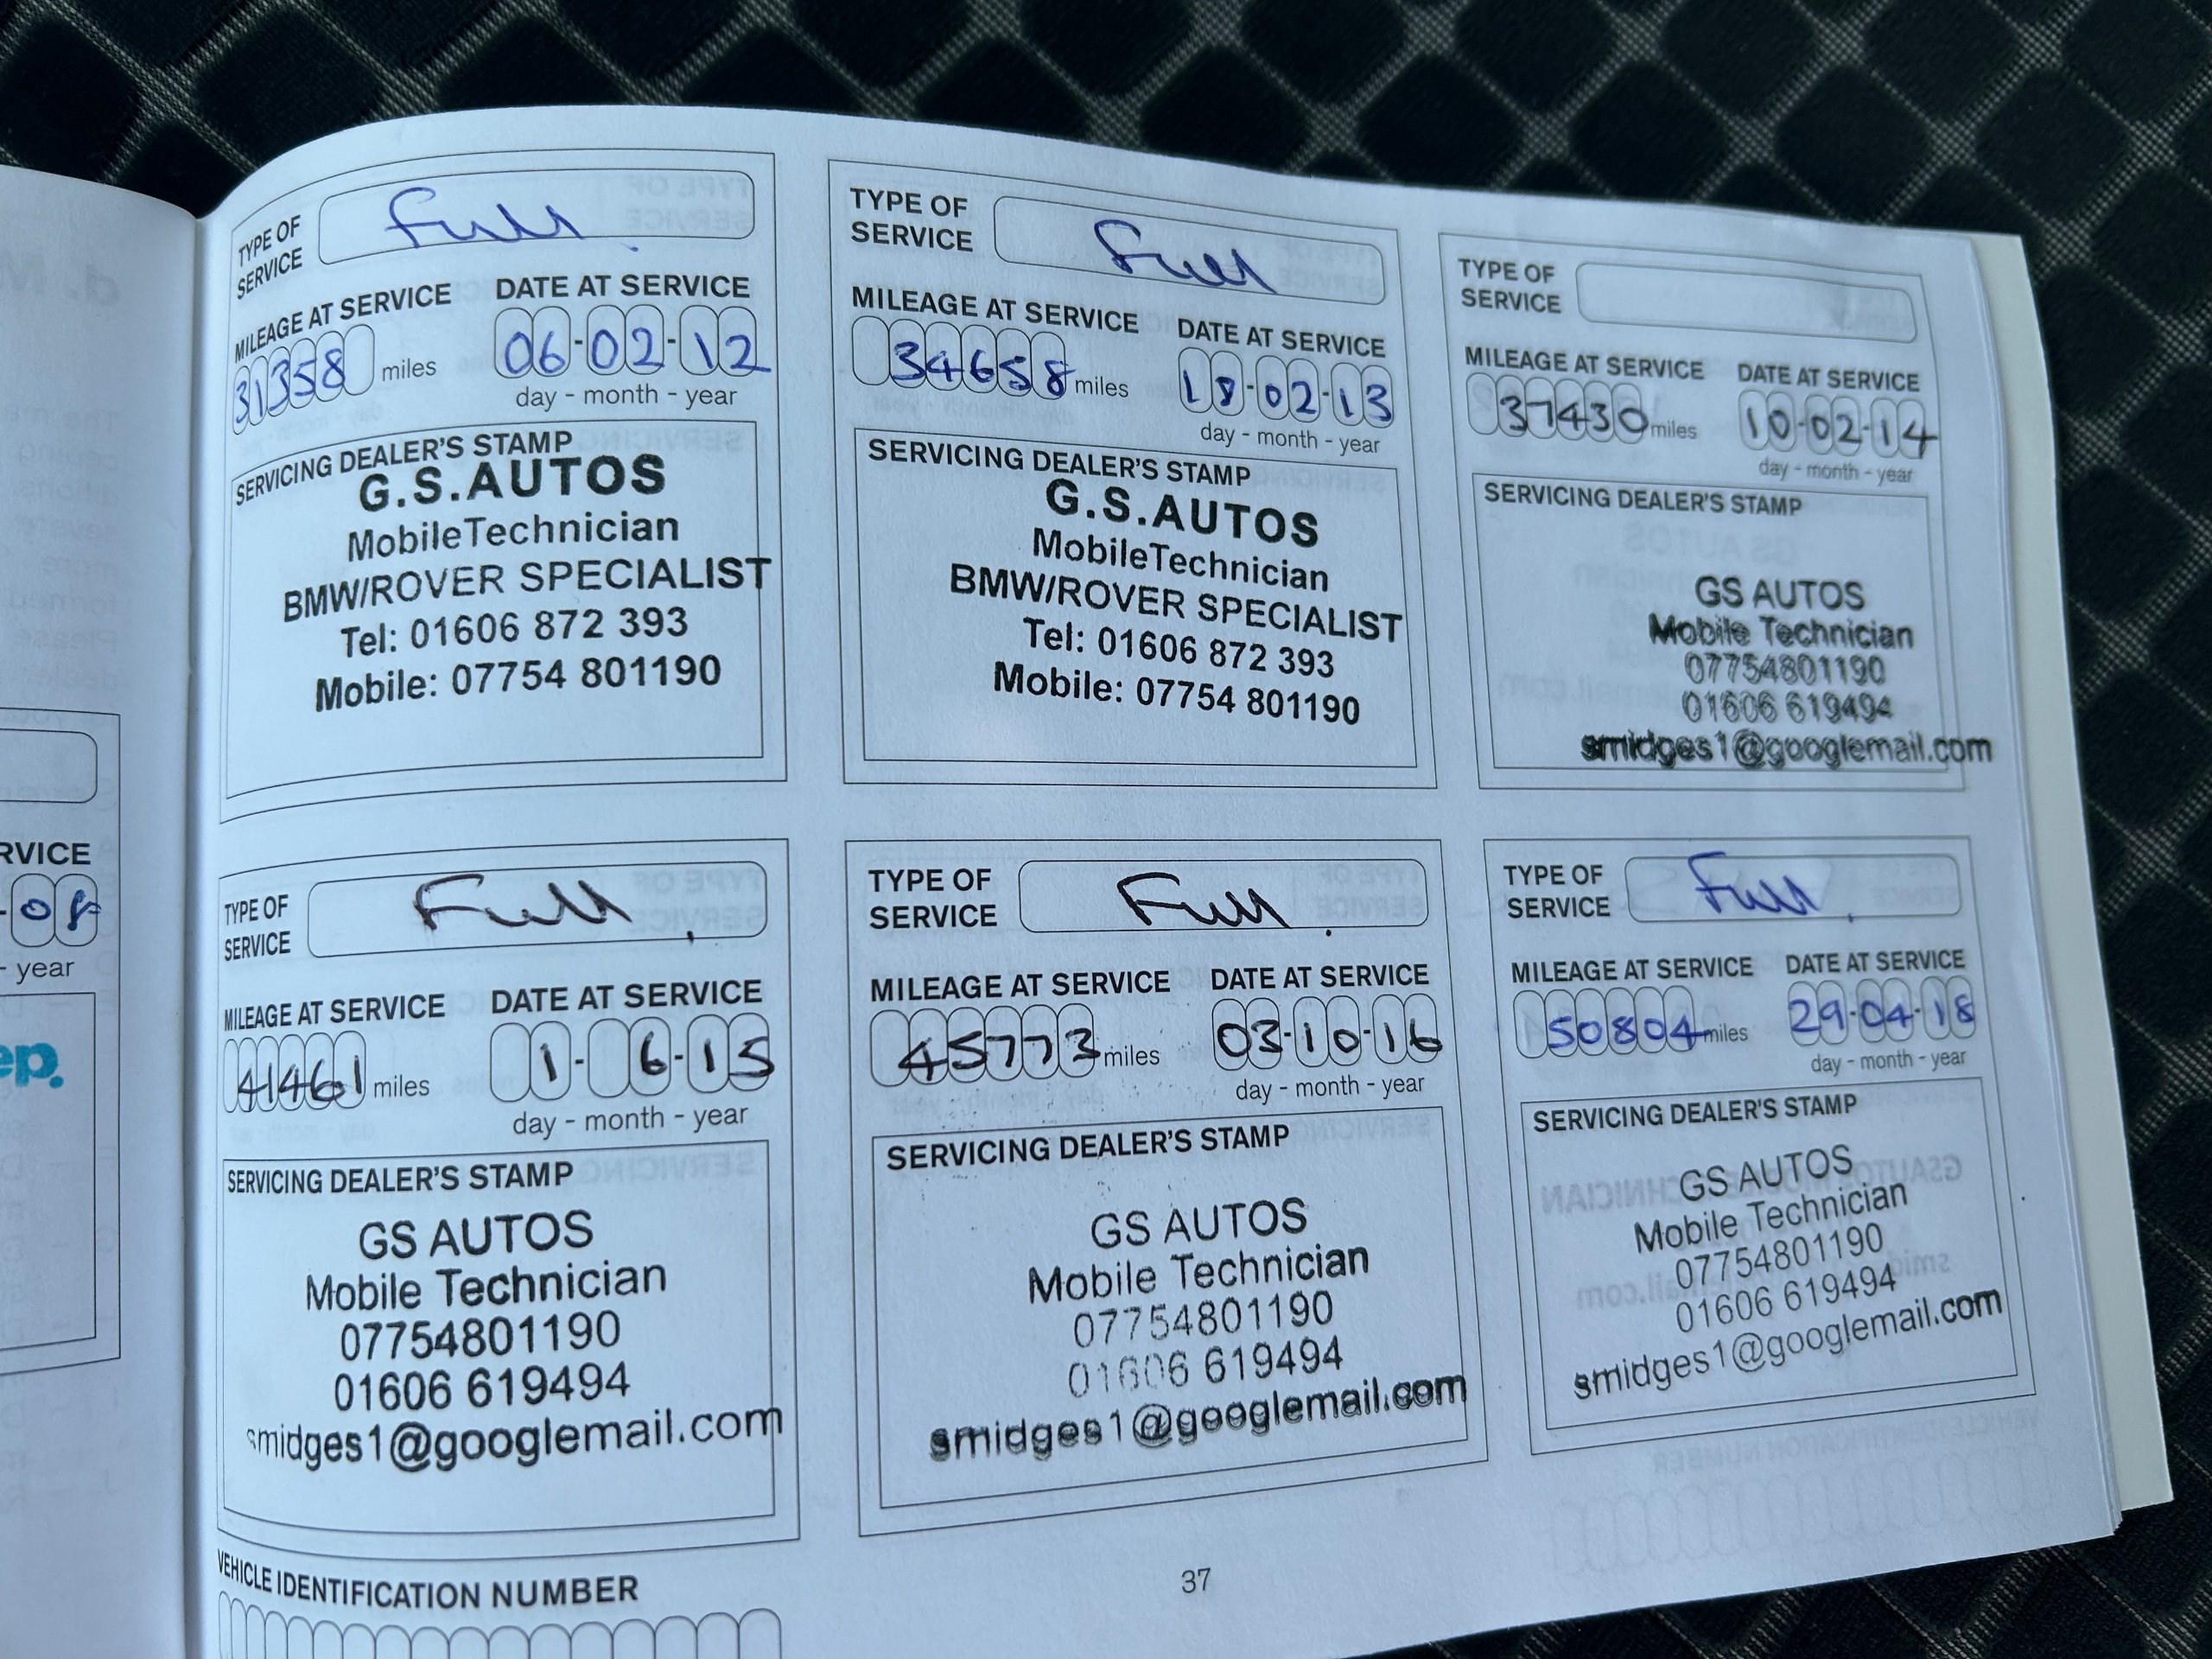 TYPE OF
SERVICE
Full.
MILEAGE AT SERVICE
31358 miles
DATE AT SERVICE
06-02-12
day - month - year
SERVICING DEALER'S STAMP
G.S.AUTOS
MobileTechnician
BMW/ROVER SPECIALIST
Tel: 01606 872 393
Mobile: 07754 801190
TYPE OF
SERVICE
Full
MILEAGE AT SERVICE
34658 miles
DATE AT SERVICE
18-02-13
day - month - year
SERVICING DEALER'S STAMP
G.S.AUTOS
MobileTechnician
BMW/ROVER SPECIALIST
Tel: 01606 872 393
Mobile: 07754 801190
TYPE OF
SERVICE
MILEAGE AT SERVICE
37430 miles
DATE AT SERVICE
10-02-14
day - month - year
SERVICING DEALER'S STAMP
GS AUTOS
Mobile Technician
07754801190
01606 619494
smidges1@googlemail.com
RVICE
-08
- year
ep.
TYPE OF
SERVICE
Full.
MILEAGE AT SERVICE
41461 miles
DATE AT SERVICE
1-6-15
day - month - year
SERVICING DEALER'S STAMP
GS AUTOS
Mobile Technician
07754801190
01606 619494
smidges1@googlemail.com
TYPE OF
SERVICE
Full.
MILEAGE AT SERVICE
45773 miles
DATE AT SERVICE
03-10-16
day - month - year
SERVICING DEALER'S STAMP
GS AUTOS
Mobile Technician
07754801190
01606 619494
smidges1@googlemail.com
TYPE OF
SERVICE
Full.
MILEAGE AT SERVICE
50804 miles
DATE AT SERVICE
29-04-18
day - month - year
SERVICING DEALER'S STAMP
GS AUTOS
Mobile Technician
07754801190
01606 619494
smidges1@googlemail.com
VEHICLE IDENTIFICATION NUMBER
37